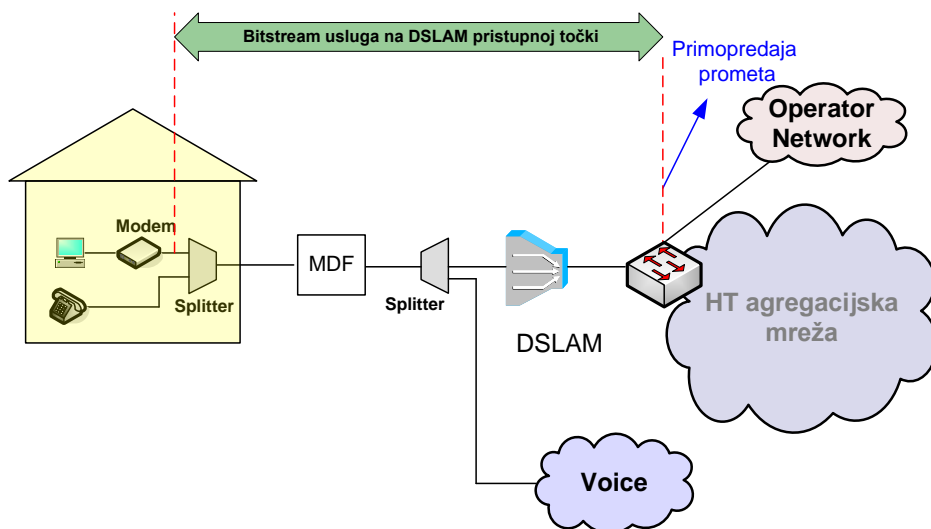 Bitstream usluga na DSLAM pristupnoj točki
Primopredaja
prometa
Operator
Network
Modem
Splitter
MDF
Splitter
DSLAM
HT agregacijska
mreža
Voice